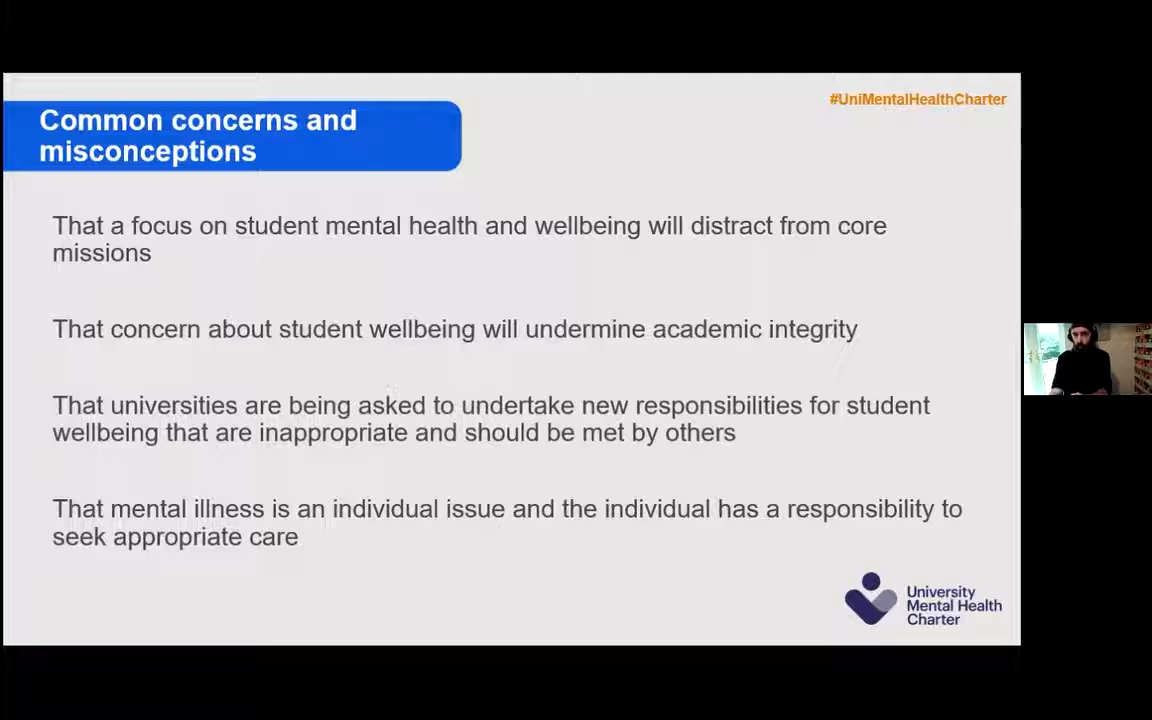 #UniMentalHealthCharter
Common concerns and
misconceptions
That a focus on student mental health and wellbeing will distract from core
missions
That concern about student wellbeing will undermine academic integrity
That universities are being asked to undertake new responsibilities for student
wellbeing that are inappropriate and should be met by others
That mental illness is an individual issue and the individual has a responsibility to
seek appropriate care
University
Mental Health
Charter